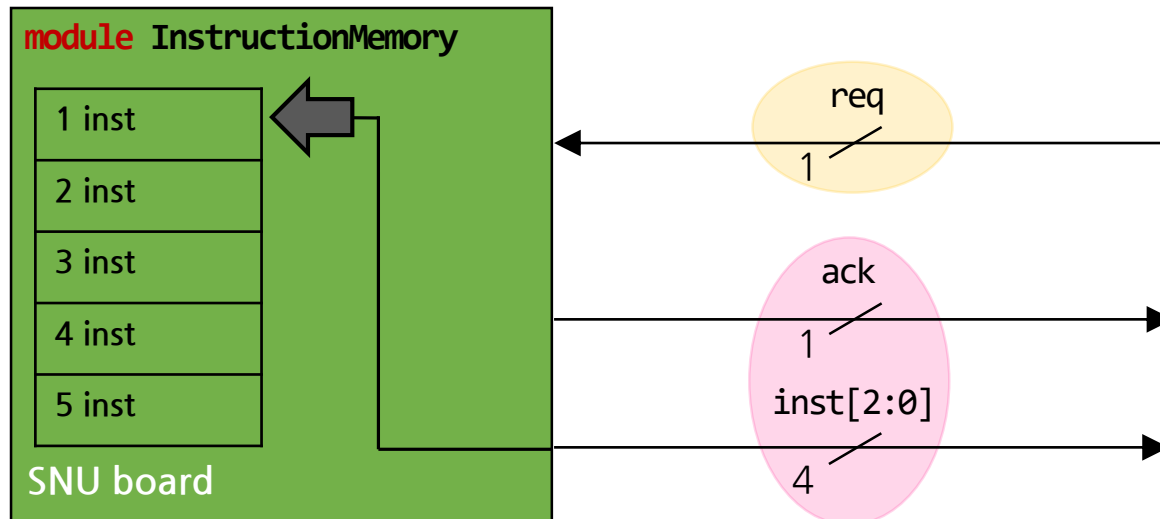 module InstructionMemory
1 inst
2 inst
3 inst
4 inst
5 inst
SNU board
req
1
ack
1
inst[2:0]
4